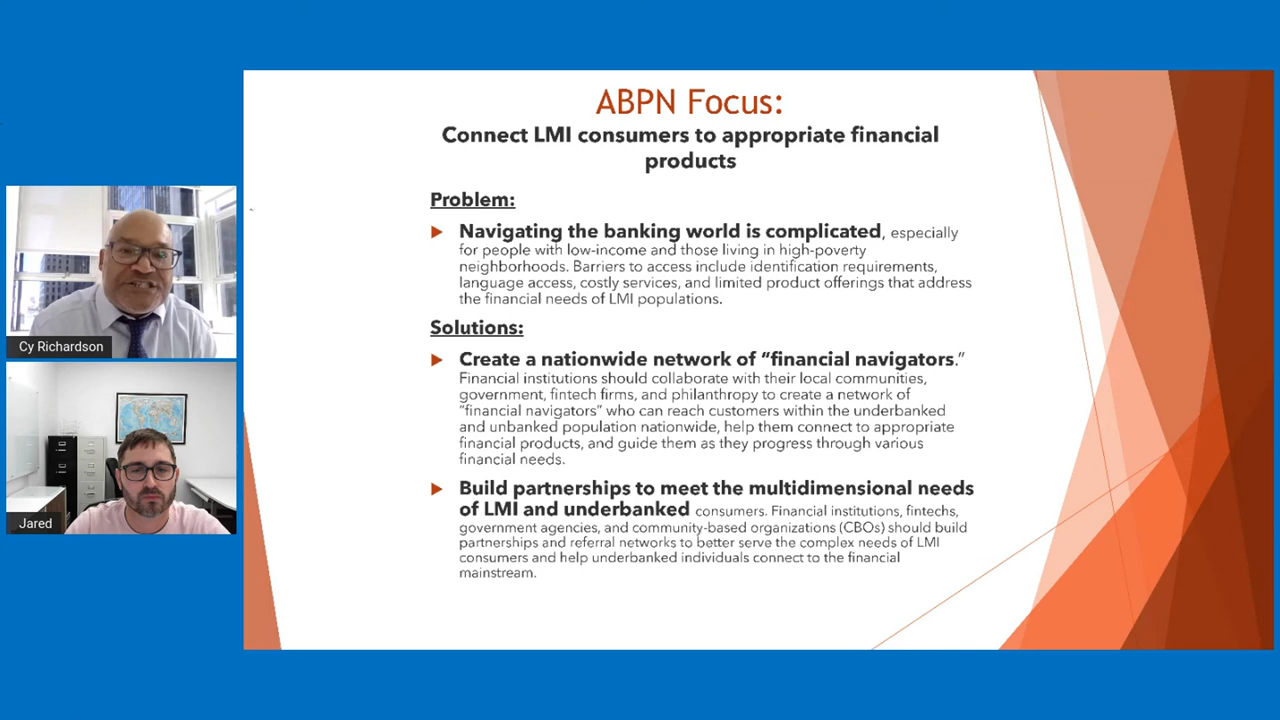 ABPN Focus:
Connect LMI consumers to appropriate financial
products
Problem:
Navigating the banking world is complicated, especially
for people with low-income and those living in high-poverty
neighborhoods. Barriers to access include identification requirements,
language access, costly services, and limited product offerings that address
the financial needs of LMI populations.
Solutions:
Create a nationwide network of “financial navigators.”
Financial institutions should collaborate with their local communities,
government, fintech firms, and philanthropy to create a network of
“financial navigators” who can reach customers within the underbanked
and unbanked population nationwide, help them connect to appropriate
financial products, and guide them as they progress through various
financial needs.
Build partnerships to meet the multidimensional needs
of LMI and underbanked consumers. Financial institutions, fintechs,
government agencies, and community-based organizations (CBOs) should build
partnerships and referral networks to better serve the complex needs of LMI
consumers and help underbanked individuals connect to the financial
mainstream.
Cy Richardson
Jared